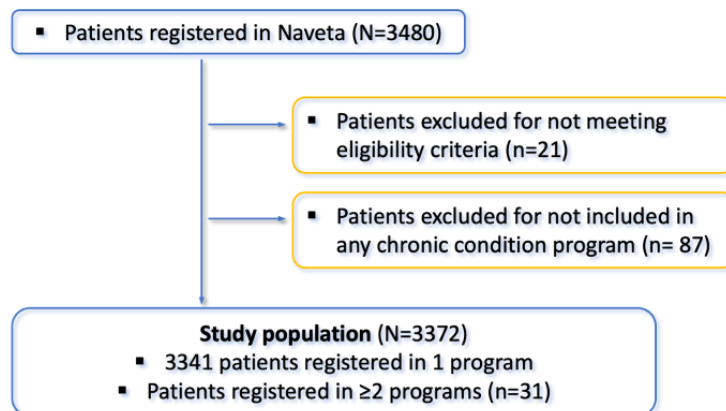 ▪ Patients registered in Naveta (N=3480)
▪ Patients excluded for not meeting
eligibility criteria (n=21)
▪ Patients excluded for not included in
any chronic condition program (n= 87)
Study population (N=3372)
▪ 3341 patients registered in 1 program
▪ Patients registered in ≥2 programs (n=31)